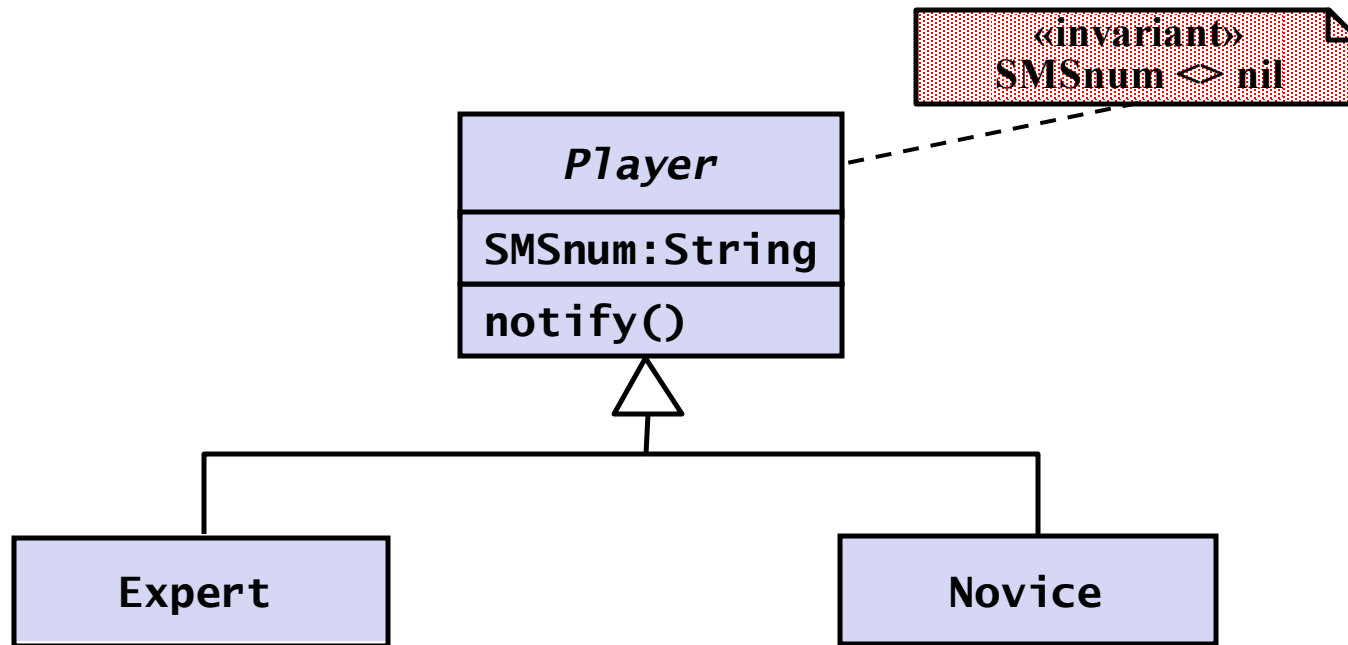 «invariant»
SMSnum <> nil
Player
SMSnum:String
notify()
Expert
Novice